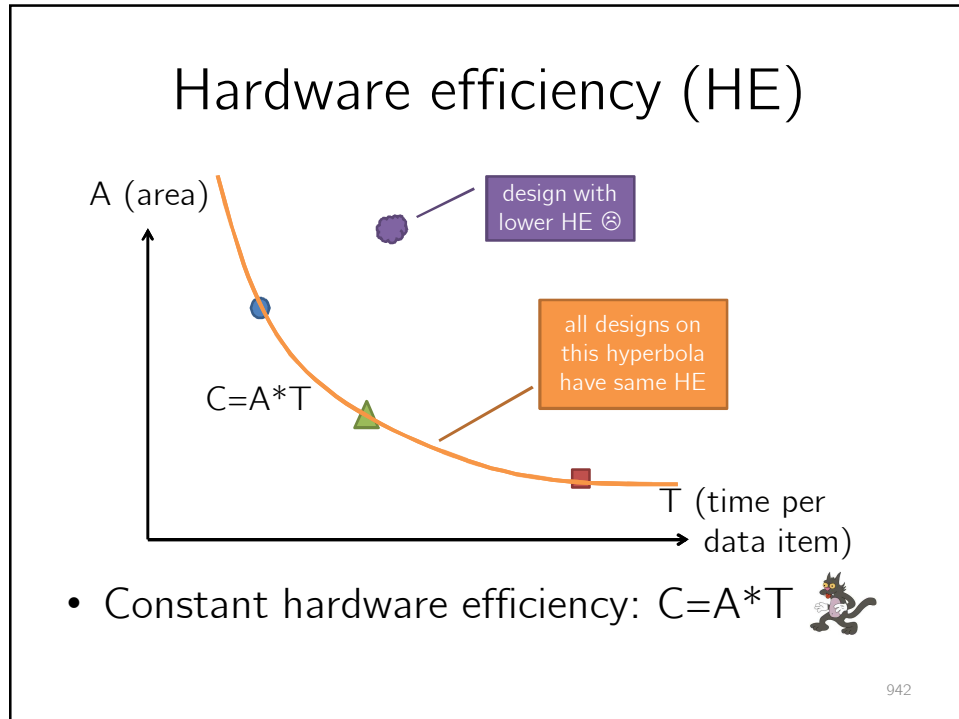 Hardware efficiency (HE)
A (area)
design with
lower HE ☹
all designs on
this hyperbola
have same HE
C=A*T
T (time per
data item)
• Constant hardware efficiency: C=A*T
942